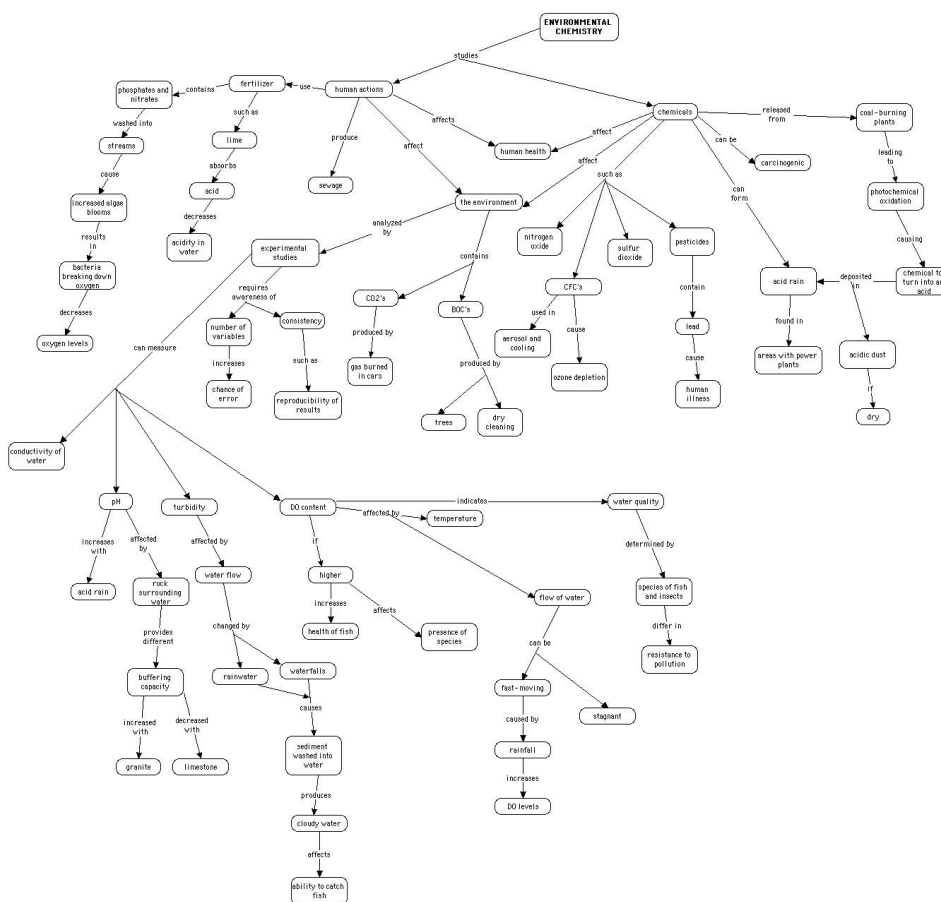 ENVIRONMENTAL
CHEMISTRY
studies
phosphates and
nitrates
contains
fertilizer
use
human actions
chemicals
released
from
coal-burning
plants
washed into
such as
produce
affects
affect
can be
leading
to
streams
lime
human health
carcinogenic
affect
affect
cause
absorbs
sewage
such as
can
form
photochemical
oxidation
increased algae
blooms
acid
the environment
results
in
decreases
analyzed
by
nitrogen
oxide
sulfur
dioxide
pesticides
causing
acidity in
water
experimental
studies
contains
bacteria
breaking down
oxygen
requires
awareness of
CO2's
BOC's
CFC's
contain
acid rain
deposited
in
chemical to
turn into an
acid
decreases
can measure
number of
variables
consistency
produced
by
used in
cause
lead
found in
oxygen levels
aerosol and
cooling
areas with power
plants
acidic dust
increases
such
as
gas burned
in cars
produced by
ozone depletion
cause
if
chance of
error
reproducibility of
results
human
illness
trees
dry
cleaning
dry
conductivity of
water
pH
turbidity
DO content
indicates
water quality
affected by
temperature
increases
with
affected
by
affected by
if
determined by
acid rain
rock
surrounding
water
water flow
higher
flow of water
species of fish
and insects
increases
affects
provides
different
changed by
health of fish
presence of
species
can be
differ in
buffering
capacity
rainwater
waterfalls
fast-moving
stagnant
resistance to
pollution
increased
with
decreased
with
causes
caused by
granite
limestone
sediment
washed into
water
rainfall
produces
increases
cloudy water
DO levels
affects
ability to catch
fish